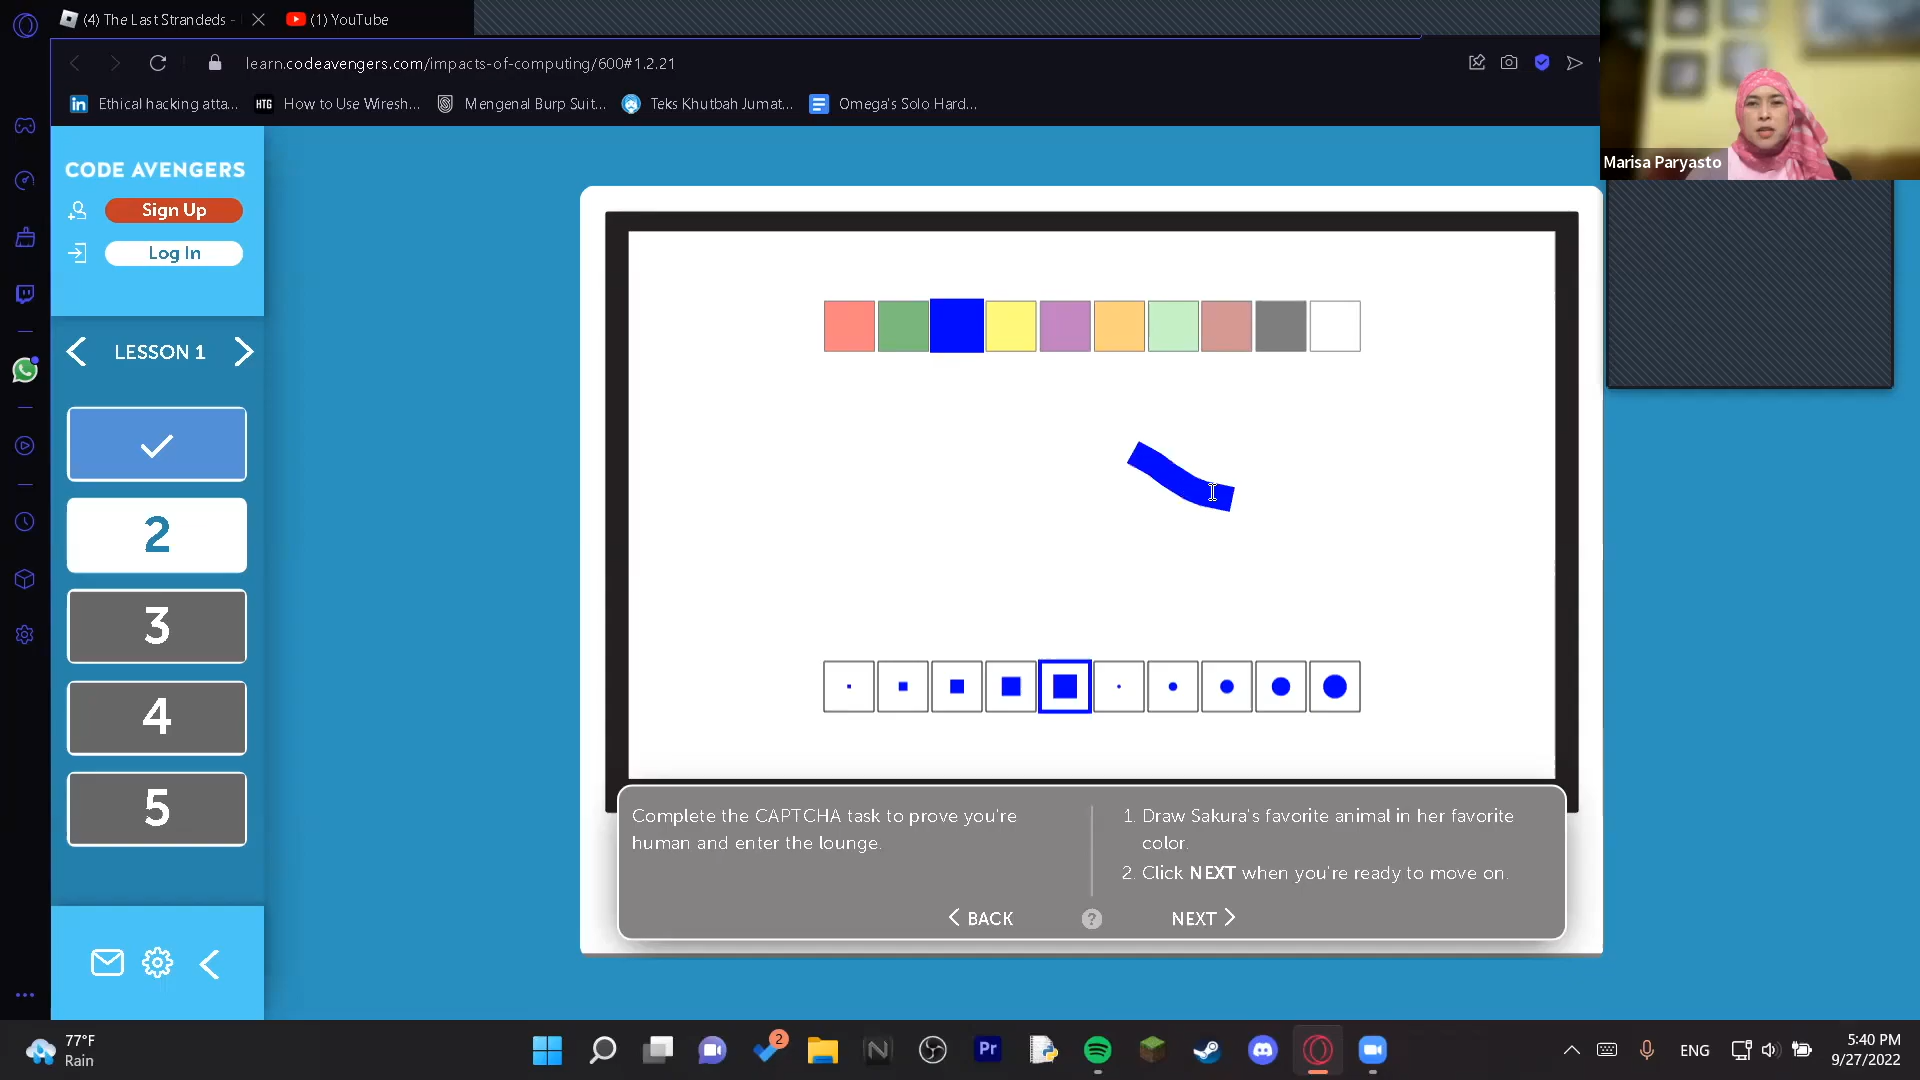 (4) The Last Strandeds -
(1) YouTube
learn.codeavengers.com/impacts-of-computing/600#1.2.21
Ethical hacking atta...
HTG How to Use Wiresh...
Mengenal Burp Suit...
Teks Khutbah Jumat...
Omega's Solo Hard...
Marisa Paryasto
CODE AVENGERS
Sign Up
Log In
LESSON 1
2
3
4
5
Complete the CAPTCHA task to prove you're
human and enter the lounge.
1. Draw Sakura's favorite animal in her favorite
color.
2. Click NEXT when you're ready to move on.
BACK
?
NEXT
77°F
Rain
2
Pr
ENG
5:40 PM
9/27/2022